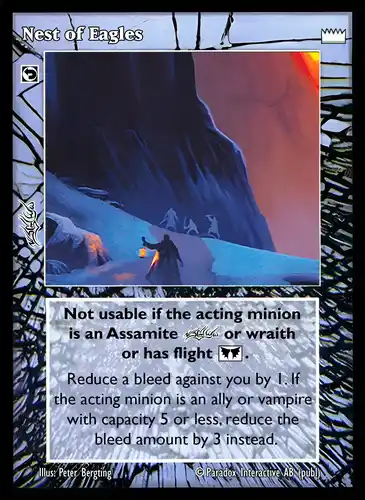 Nest of Eagles
Not usable if the acting minion
is an Assamite or wraith
or has flight .
Reduce a bleed against you by 1. If
the acting minion is an ally or vampire
with capacity 5 or less, reduce the
bleed amount by 3 instead.
Illus: Peter Bergting
© Paradox Interactive AB (publ)